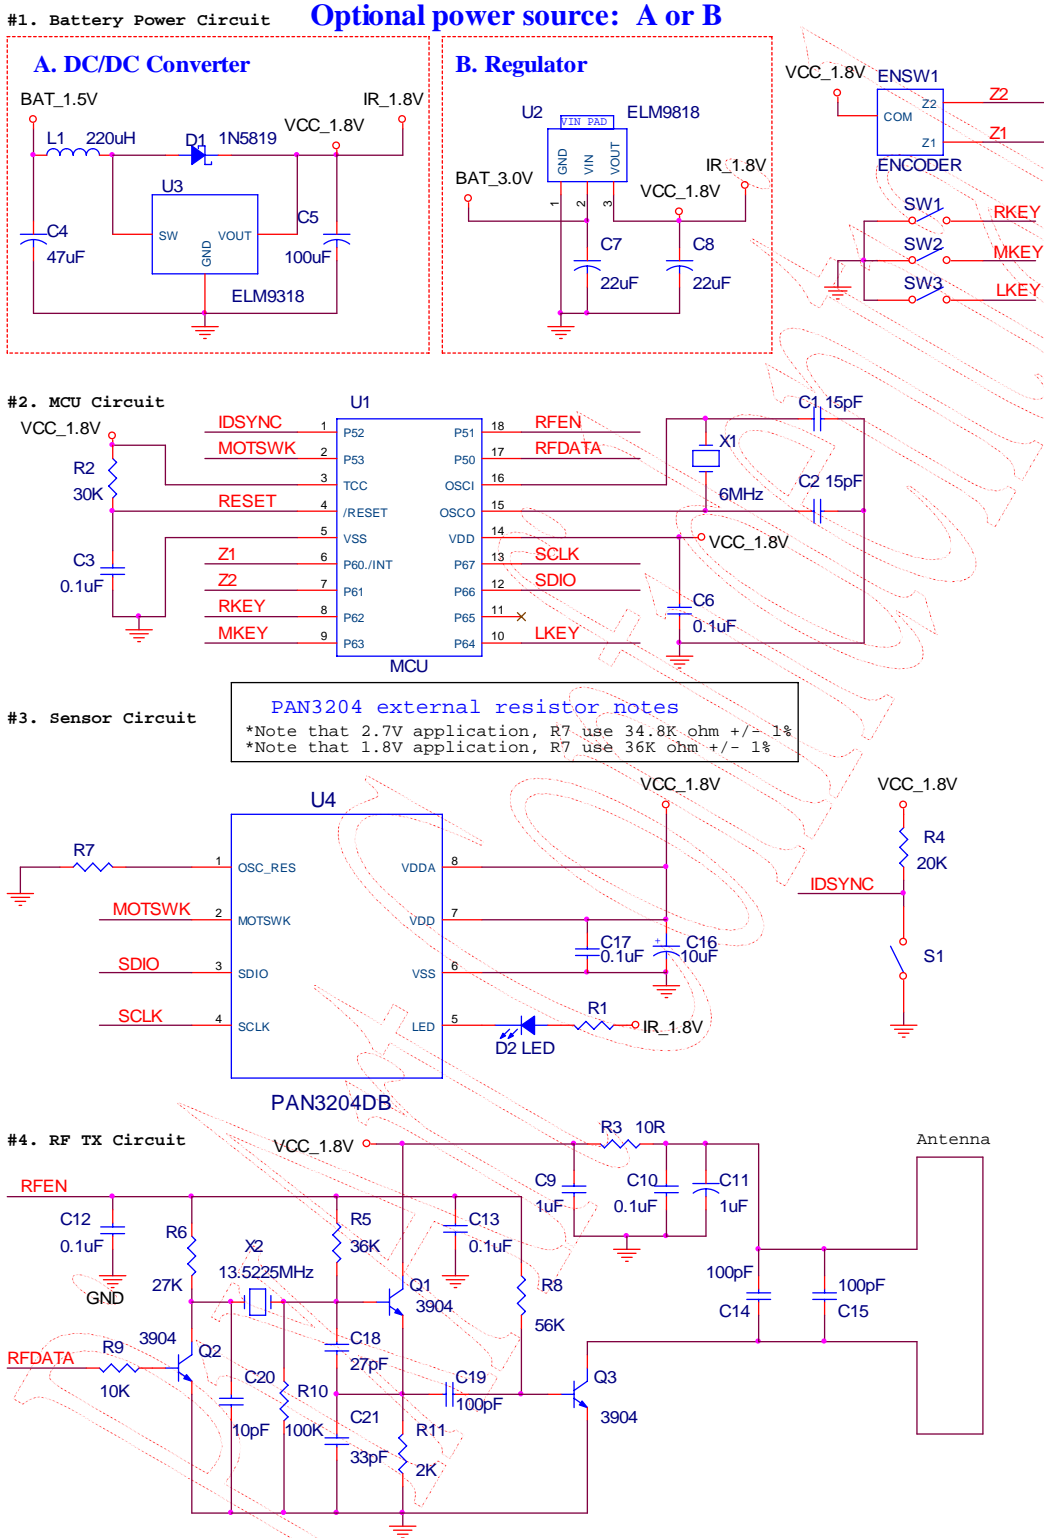 #1. Battery Power Circuit
Optional power source: A or B
A. DC/DC Converter
BAT_1.5V
IR_1.8V
VCC_1.8V
L1 220uH
D1 1N5819
U3
SW
VOUT
GND
C4
47uF
C5
100uF
ELM9318
B. Regulator
U2
VIN PAD
ELM9818
GND
VIN
VOUT
1
2
3
BAT_3.0V
IR_1.8V
VCC_1.8V
C7
22uF
C8
22uF
VCC_1.8V
ENSW1
COM
Z2
Z1
Z2
Z1
ENCODER
SW1
RKEY
SW2
MKEY
SW3
LKEY
#2. MCU Circuit
VCC_1.8V
R2
30K
C3
0.1uF
U1
IDSYNC 1 P52
MOTSWK 2 P53
3 TCC
RESET 4 /RESET
5 VSS
Z1 6 P60./INT
Z2 7 P61
RKEY 8 P62
MKEY 9 P63
P51 18 RFEN
P50 17 RFDATA
OSCI 16
OSCO 15
VDD 14
P67 13 SCLK
P66 12 SDIO
P65 11
P64 10 LKEY
MCU
C1 15pF
X1
6MHz
C2 15pF
VCC_1.8V
C6
0.1uF
#3. Sensor Circuit
PAN3204 external resistor notes
*Note that 2.7V application, R7 use 34.8K ohm +/- 1%
*Note that 1.8V application, R7 use 36K ohm +/- 1%
U4
R7
1 OSC_RES
MOTSWK 2 MOTSWK
SDIO 3 SDIO
SCLK 4 SCLK
VDDA 8
VDD 7
VSS 6
LED 5
PAN3204DB
VCC_1.8V
C17
0.1uF
+
C16
10uF
R1
D2 LED
IR_1.8V
VCC_1.8V
R4
20K
IDSYNC
S1
#4. RF TX Circuit
VCC_1.8V
R3 10R
Antenna
RFEN
C12
0.1uF
GND
R6
27K
X2
13.5225MHz
R5
36K
C13
0.1uF
C9
1uF
C10
0.1uF
C11
1uF
Q1
3904
R8
56K
100pF
C14
100pF
C15
RFDATA
R9
10K
3904
Q2
C20
10pF
R10
100K
C18
27pF
C21
33pF
C19
100pF
R11
2K
Q3
3904